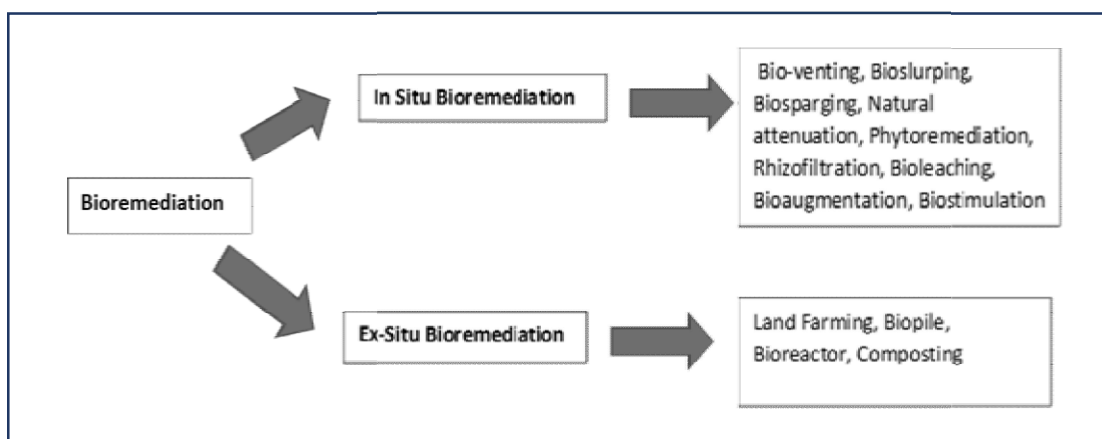 Bioremediation
In Situ Bioremediation
Bio-venting, Bioslurping,
Biosparging, Natural
attenuation, Phytoremediation,
Rhizofiltration, Bioleaching,
Bioaugmentation, Biostimulation
Ex-Situ Bioremediation
Land Farming, Biopile,
Bioreactor, Composting